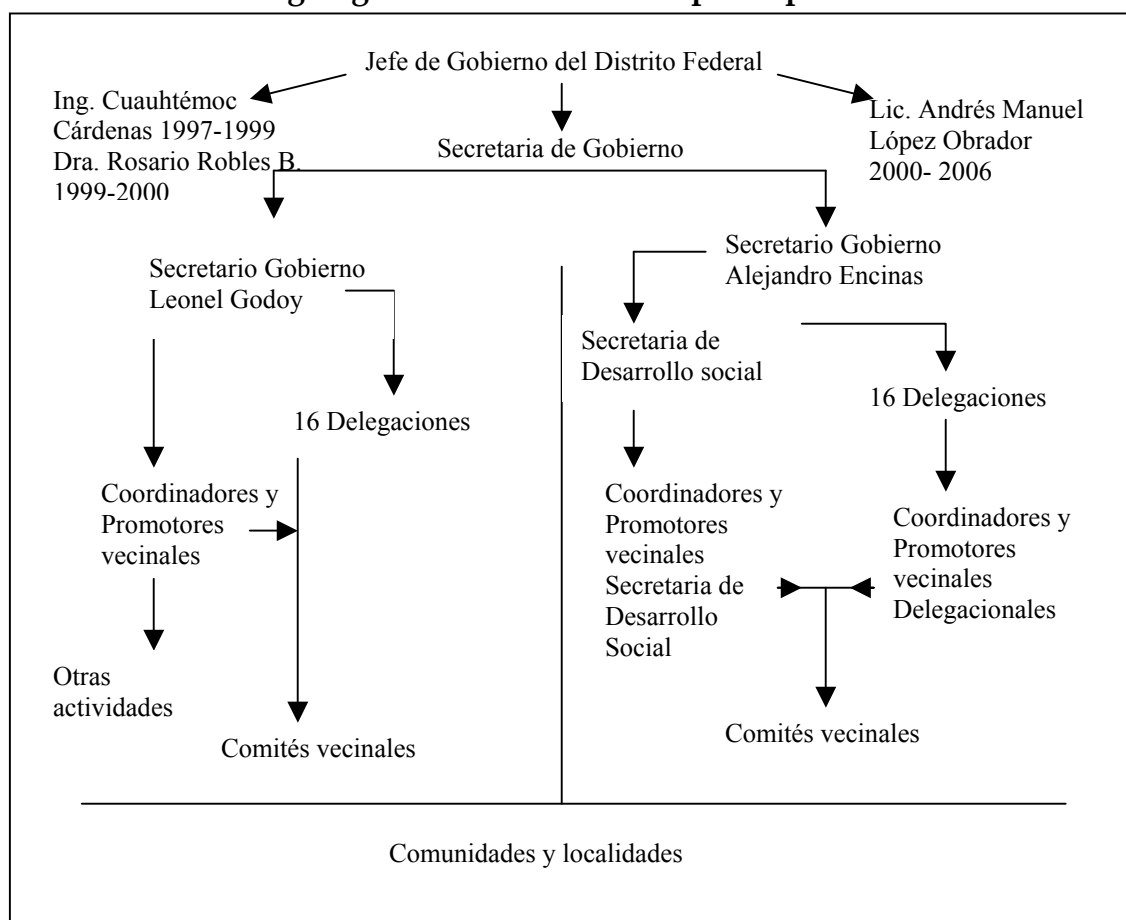 Jefe de Gobierno del Distrito Federal
Ing. Cuauhtémoc
Cárdenas 1997-1999
Dra. Rosario Robles B.
1999-2000
Lic. Andrés Manuel
López Obrador
2000- 2006
Secretaria de Gobierno
Secretario Gobierno
Leonel Godoy
16 Delegaciones
Coordinadores y
Promotores
vecinales
Otras
actividades
Comités vecinales
Secretario Gobierno
Alejandro Encinas
Secretaria de
Desarrollo social
16 Delegaciones
Coordinadores y
Promotores
vecinales
Secretaria de
Desarrollo
Social
Coordinadores y
Promotores
vecinales
Delegacionales
Comités vecinales
Comunidades y localidades